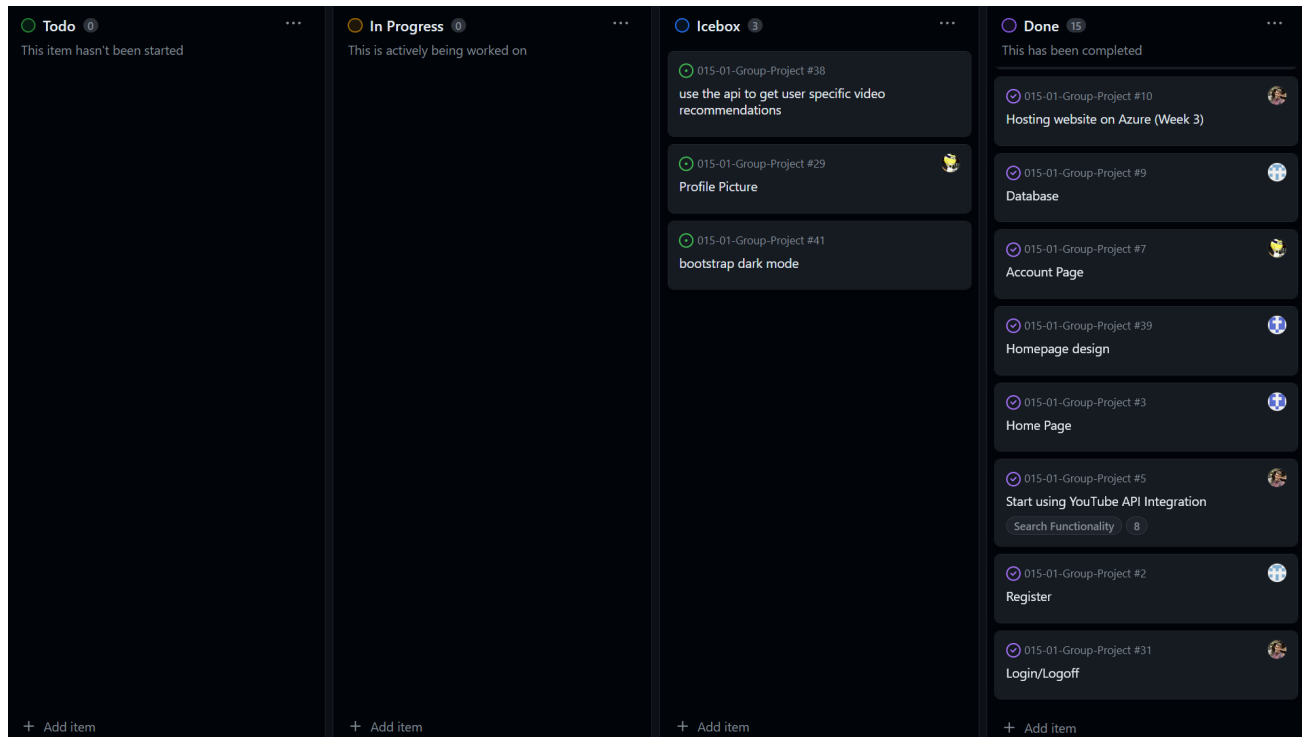 Todo 0
This item hasn't been started
+ Add item
In Progress 0
This is actively being worked on
+ Add item
Icebox 3
015-01-Group-Project #38
use the api to get user specific video
recommendations
015-01-Group-Project #29
Profile Picture
015-01-Group-Project #41
bootstrap dark mode
+ Add item
Done 15
This has been completed
015-01-Group-Project #10
Hosting website on Azure (Week 3)
015-01-Group-Project #9
Database
015-01-Group-Project #7
Account Page
015-01-Group-Project #39
Homepage design
015-01-Group-Project #3
Home Page
015-01-Group-Project #5
Start using YouTube API Integration
Search Functionality 8
015-01-Group-Project #2
Register
015-01-Group-Project #31
Login/Logoff
+ Add item